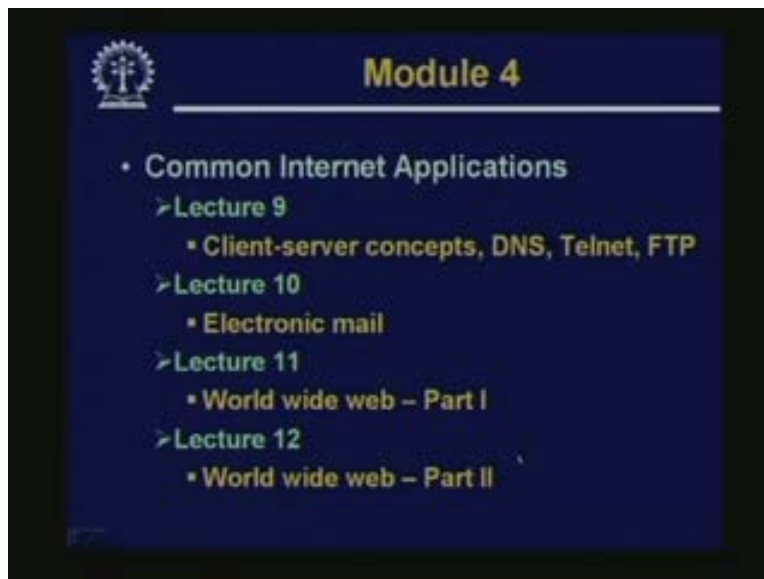 Module 4
• Common Internet Applications
➢Lecture 9
▪ Client-server concepts, DNS, Telnet, FTP
➢Lecture 10
▪ Electronic mail
➢Lecture 11
▪ World wide web – Part I
➢Lecture 12
▪ World wide web – Part II